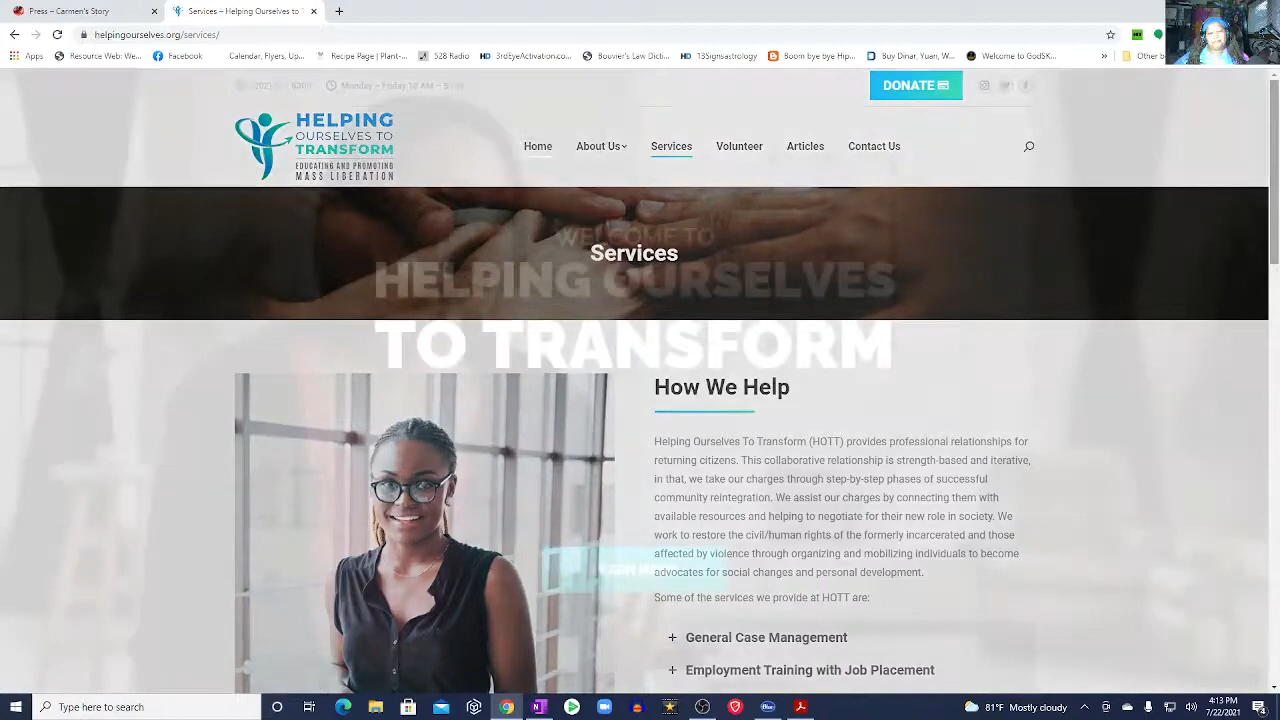 Press – Carmen's Story
Services – Helping Ourselves To T
helpingourselves.org/services/
Apps
Resource Web: We...
Facebook
Calendar, Flyers, Up...
Recipe Page | Plant-...
528 Radio
3rdEyeActivation.co...
Bouvier's Law Dict...
13Signsastrology
Boom bye bye Hip...
Buy Dinar, Yuan, W...
Welcome to GodSK...
Other b
Monday – Friday 10 AM – 5
DONATE
HELPING
OURSELVES TO
TRANSFORM
EDUCATING AND PROMOTING
MASS LIBERATION
Home
About Us
Services
Volunteer
Articles
Contact Us
WELCOME TO
Services
HELPING OURSELVES
TO TRANSFORM
How We Help
Helping Ourselves To Transform (HOTT) provides professional relationships for
returning citizens. This collaborative relationship is strength-based and iterative,
in that, we take our charges through step-by-step phases of successful
community reintegration. We assist our charges by connecting them with
available resources and helping to negotiate for their new role in society. We
work to restore the civil/human rights of the formerly incarcerated and those
affected by violence through organizing and mobilizing individuals to become
advocates for social changes and personal development.
Some of the services we provide at HOTT are:
+ General Case Management
+ Employment Training with Job Placement
Type here to search
81°F Mostly cloudy
4:13 PM
7/22/2021